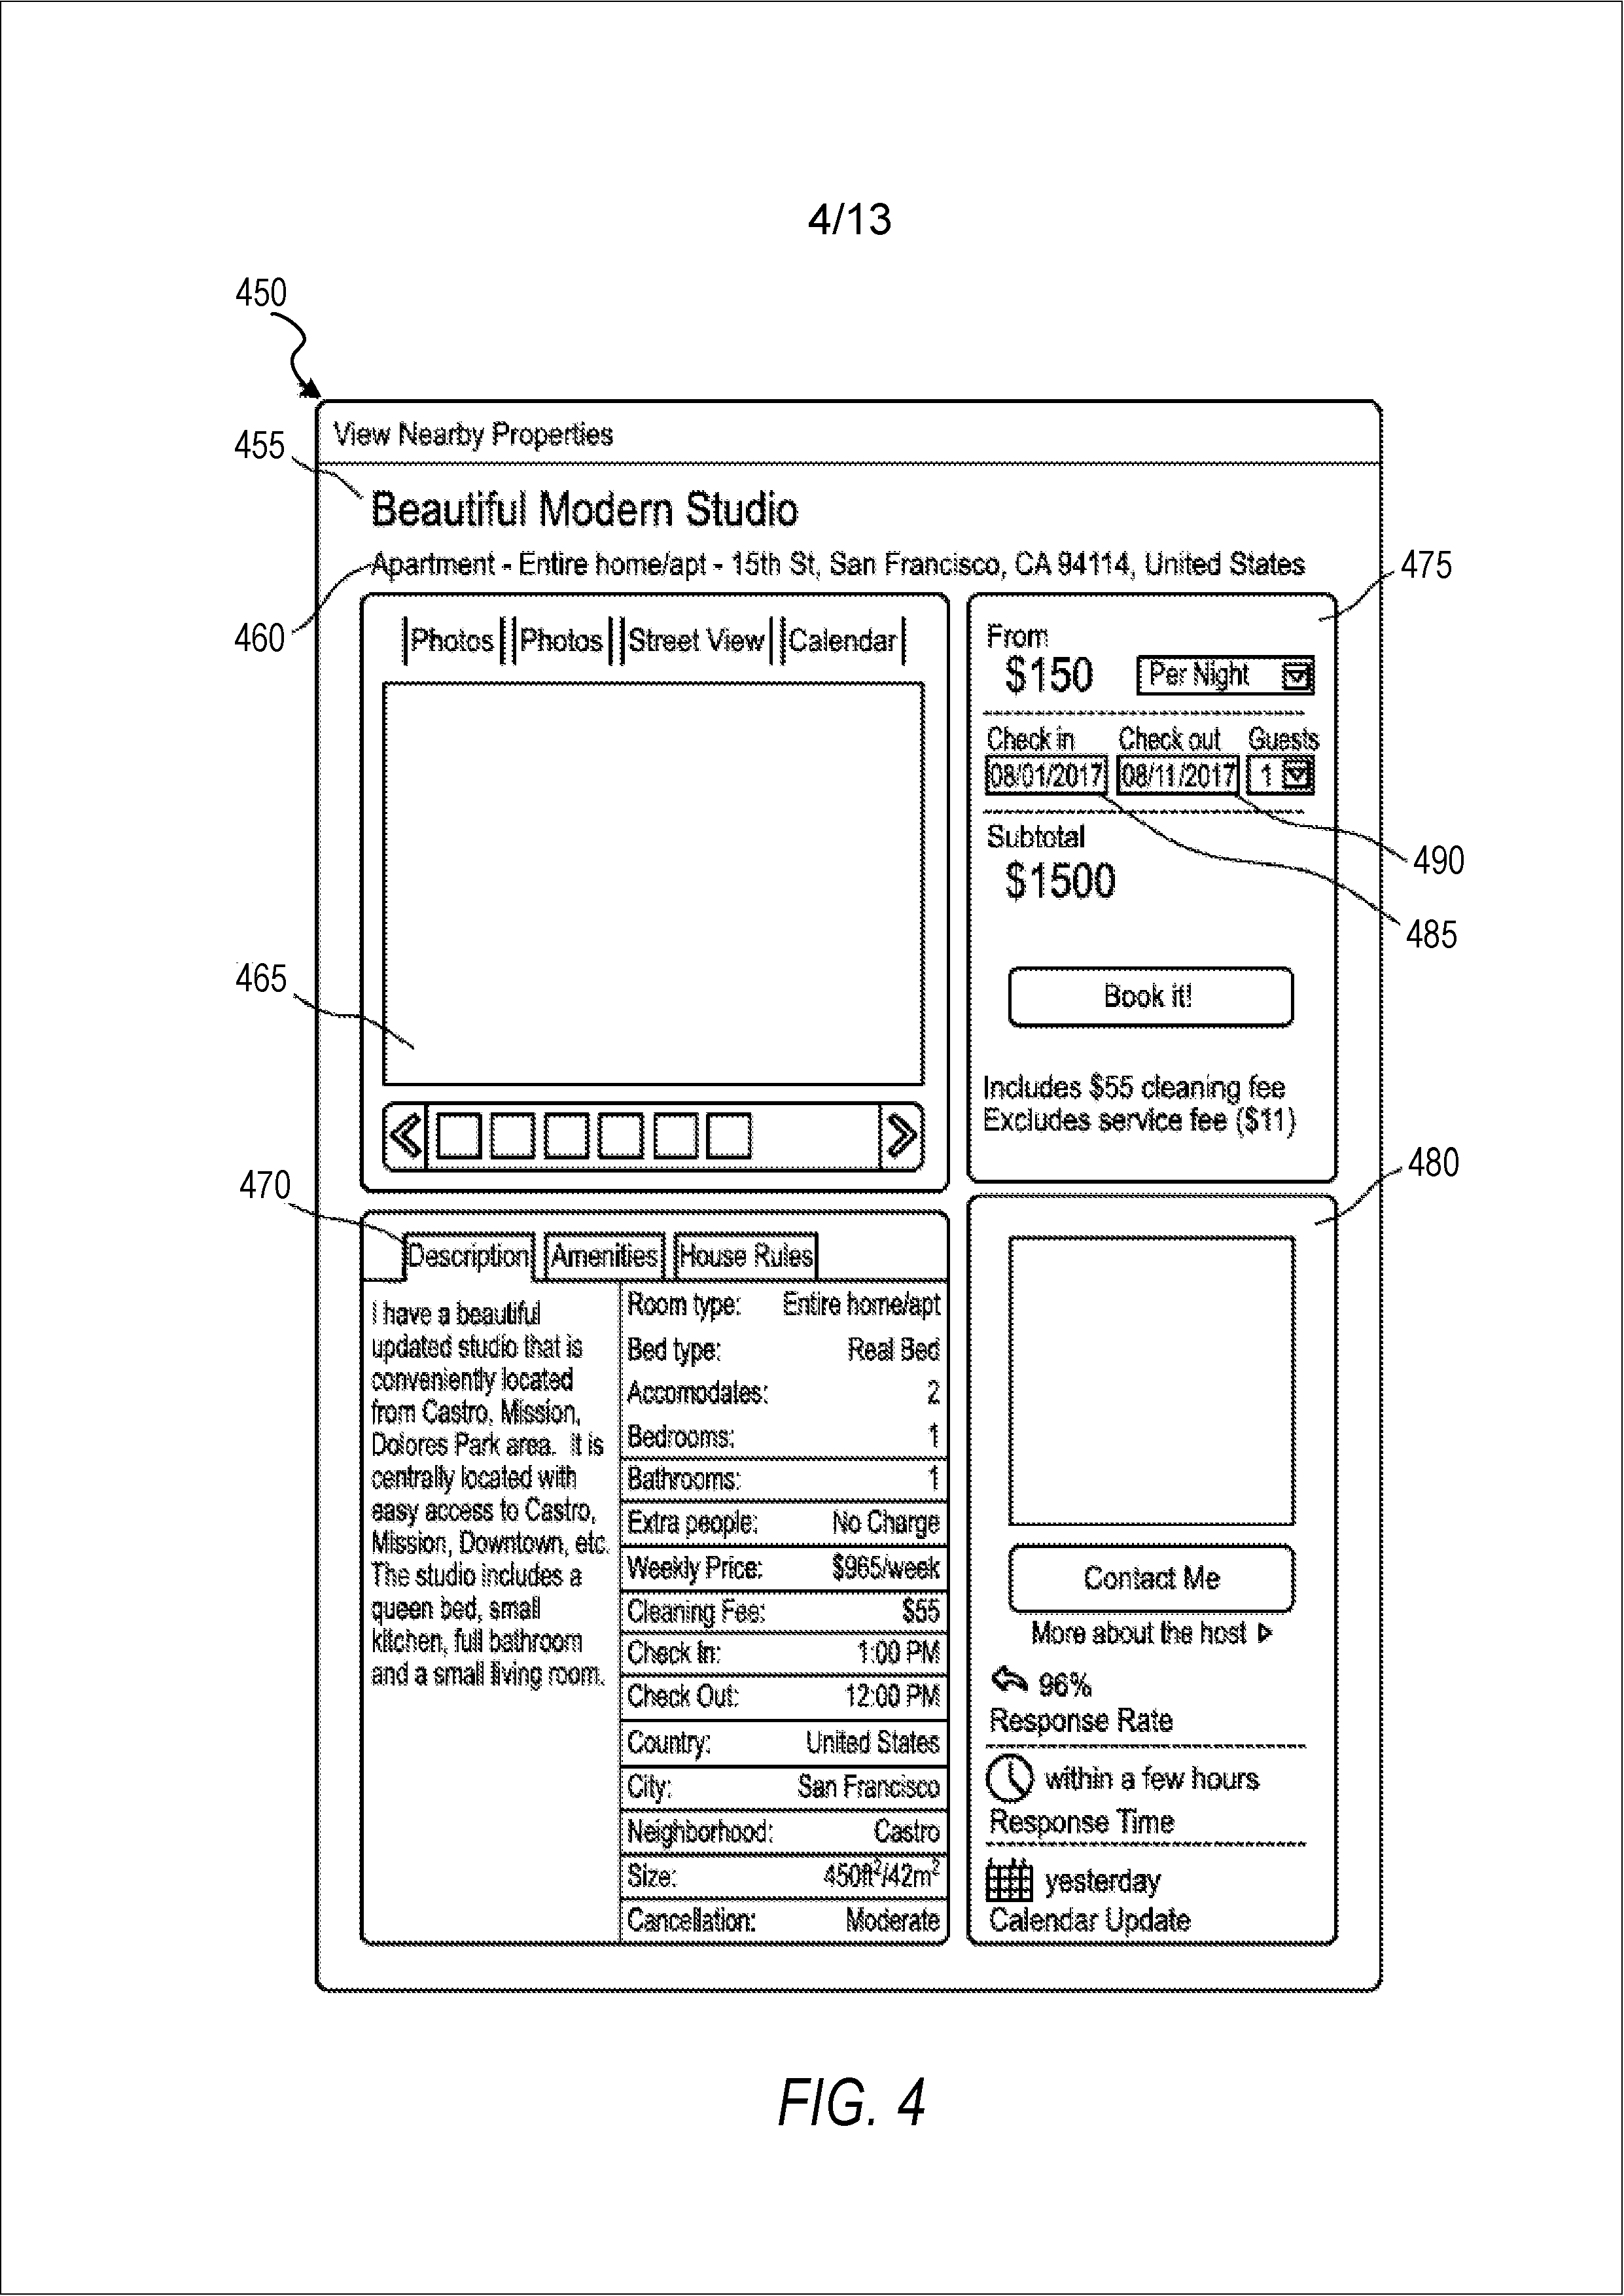 4/13
450
View Nearby Properties
455
Beautiful Modern Studio
Apartment - Entire home/apt - 15th St, San Francisco, CA 94114, United States
460
475
Photos Photos Street View Calendar
From
$150 Per Night
Check in Check out Guests
08/01/2017 08/11/2017 1
Subtotal
$1500
490
485
465
Book it!
Includes $55 cleaning fee
Excludes service fee ($11)
470
480
Description Amenities House Rules
I have a beautiful
updated studio that is
conveniently located
from Castro, Mission,
Dolores Park area. It is
centrally located with
easy access to Castro,
Mission, Downtown, etc.
The studio includes a
queen bed, small
kitchen, full bathroom
and a small living room.
Room type: Entire home/apt
Bed type: Real Bed
Accomodates: 2
Bedrooms: 1
Bathrooms: 1
Extra people: No Charge
Weekly Price: $965/week
Cleaning Fee: $55
Check In: 1:00 PM
Check Out: 12:00 PM
Country: United States
City: San Francisco
Neighborhood: Castro
Size: 450ft²/42m²
Cancellation: Moderate
Contact Me
More about the host
96%
Response Rate
within a few hours
Response Time
yesterday
Calendar Update
FIG. 4